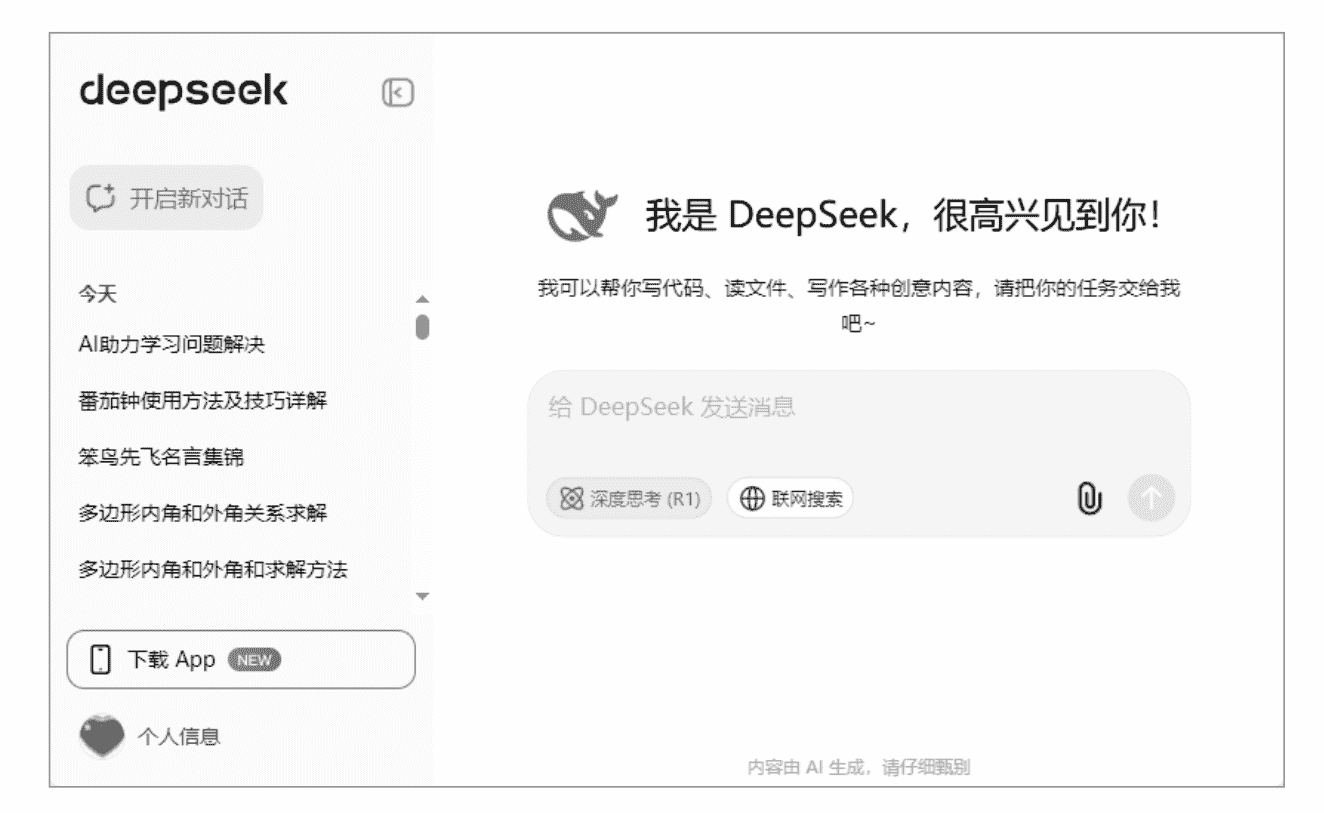 deepseek
开启新对话
今天
AI助力学习问题解决
番茄钟使用方法及技巧详解
笨鸟先飞名言集锦
多边形内角和外角关系求解
多边形内角和外角和求解方法
下载 App NEW
个人信息
我是 DeepSeek，很高兴见到你！
我可以帮你写代码、读文件、写作各种创意内容，请把你的任务交给我
吧~
给 DeepSeek 发送消息
深度思考 (R1) 联网搜索
内容由 AI 生成，请仔细甄别